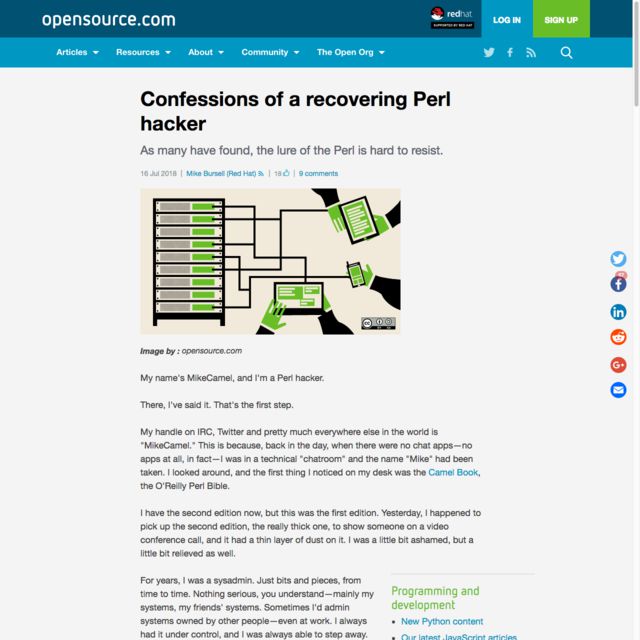 opensource.com
redhat
SUPPORTED BY RED HAT
LOG IN
SIGN UP
Articles
Resources
About
Community
The Open Org
Confessions of a recovering Perl
hacker
As many have found, the lure of the Perl is hard to resist.
16 Jul 2018 | Mike Bursell (Red Hat) | 18 | 9 comments
Image by : opensource.com
My name's MikeCamel, and I'm a Perl hacker.
There, I've said it. That's the first step.
My handle on IRC, Twitter and pretty much everywhere else in the world is
"MikeCamel." This is because, back in the day, when there were no chat apps—no
apps at all, in fact—I was in a technical "chatroom" and the name "Mike" had been
taken. I looked around, and the first thing I noticed on my desk was the Camel Book,
the O'Reilly Perl Bible.
I have the second edition now, but this was the first edition. Yesterday, I happened to
pick up the second edition, the really thick one, to show someone on a video
conference call, and it had a thin layer of dust on it. I was a little bit ashamed, but a
little bit relieved as well.
For years, I was a sysadmin. Just bits and pieces, from
time to time. Nothing serious, you understand—mainly my
systems, my friends' systems. Sometimes I'd admin
systems owned by other people—even at work. I always
had it under control, and I was always able to step away.
Programming and
development
New Python content
Our latest JavaScript articles